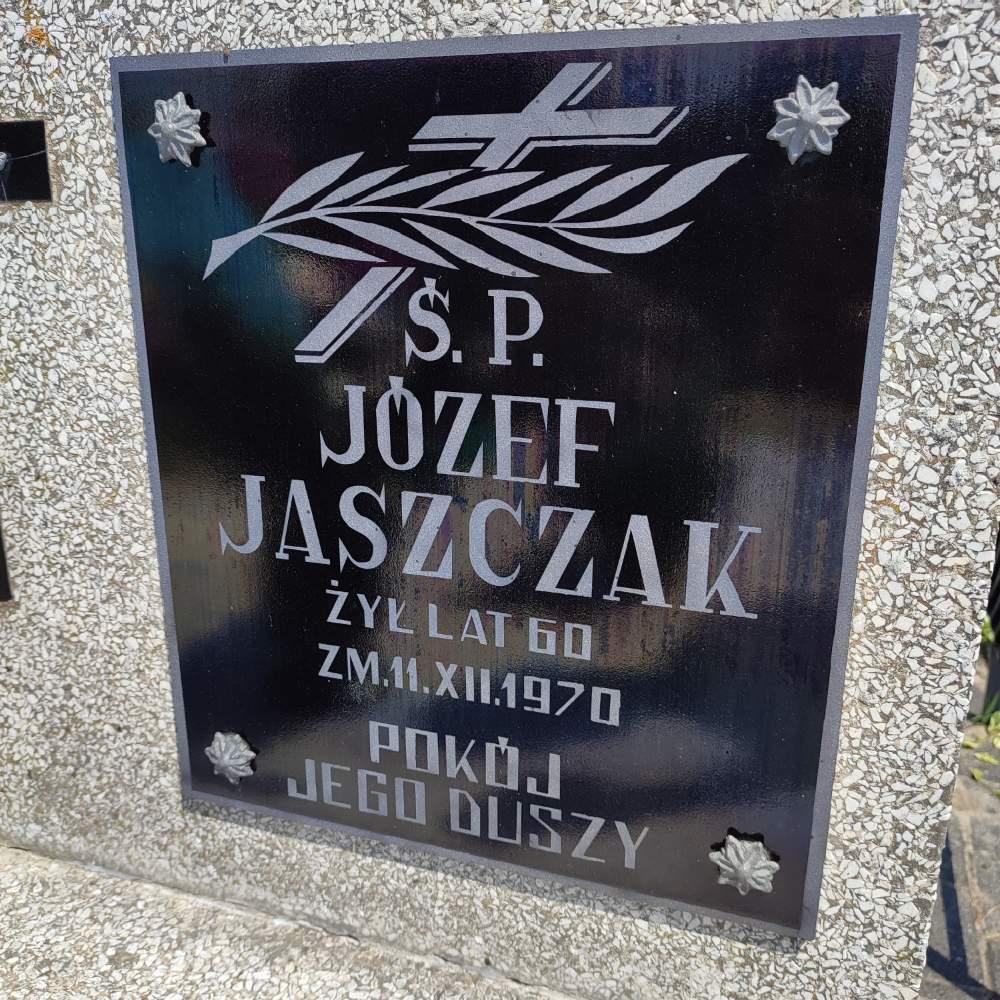 Ś. P.
JÓZEF
JASZCZAK
ŻYŁ LAT 60
ZM.11.XII.1970
POKÓJ
JEGO DUSZY